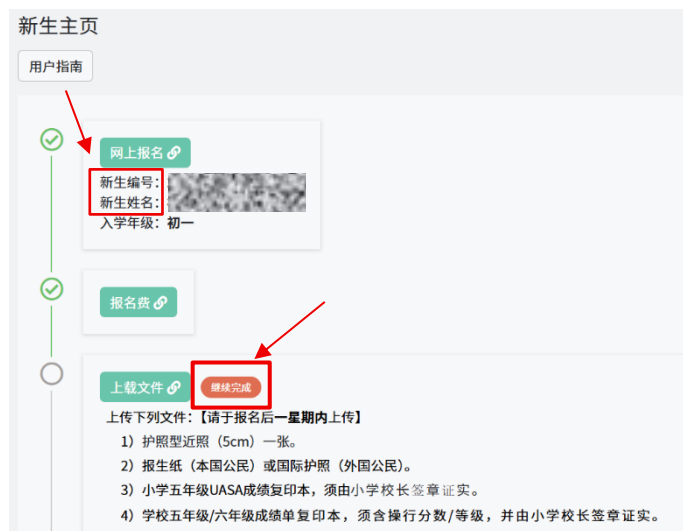 新生主页
用户指南
网上报名
新生编号:
新生姓名:
入学年级: 初一
报名费
上载文件 继续完成
上传下列文件:【请于报名后一星期内上传】
1) 护照型近照(5cm)一张。
2) 报生纸(本国公民)或国际护照(外国公民)。
3) 小学五年级UASA成绩复印本，须由小学校长签章证实。
4) 学校五年级/六年级成绩单复印本，须含操行分数/等级，并由小学校长签章证实。